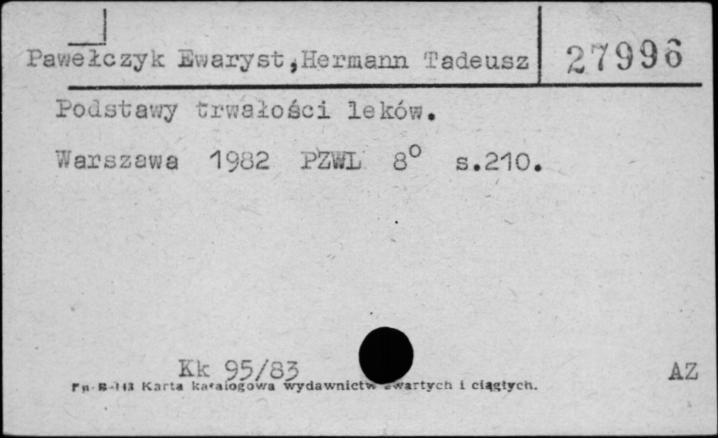 Pawełczyk Ewaryst,Hermann Tadeusz
27996
Podstawy trwałości leków.
Warszawa 1982 PZWL 8° s.210.
Kk 95/83
AZ
Karta katalogowa wydawnictw zwartych i ciągłych.